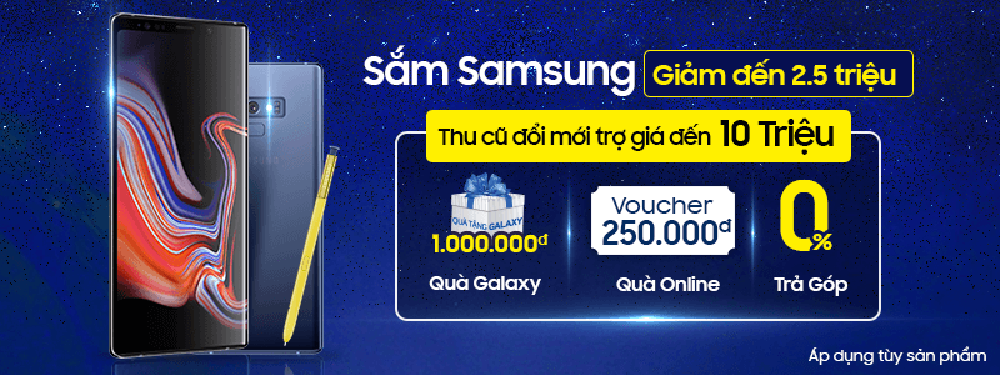 Sắm Samsung
Giảm đến 2.5 triệu
Thu cũ đổi mới trợ giá đến 10 Triệu
QUÀ TẶNG GALAXY
1.000.000đ
Quà Galaxy
Voucher
250.000đ
Quà Online
0%
Trả Góp
Áp dụng tùy sản phẩm